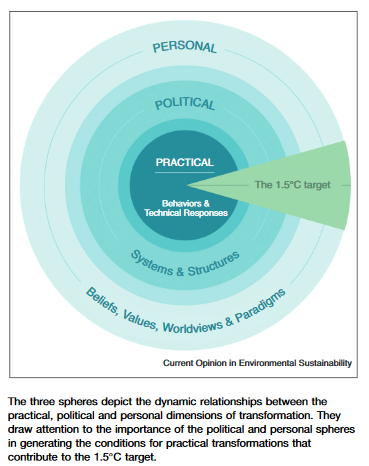 PERSONAL
POLITICAL
PRACTICAL
The 1.5°C target
Behaviors &
Technical Responses
Systems & Structures
Beliefs, Values, Worldviews & Paradigms
Current Opinion in Environmental Sustainability
The three spheres depict the dynamic relationships between the
practical, political and personal dimensions of transformation. They
draw attention to the importance of the political and personal spheres
in generating the conditions for practical transformations that
contribute to the 1.5°C target.